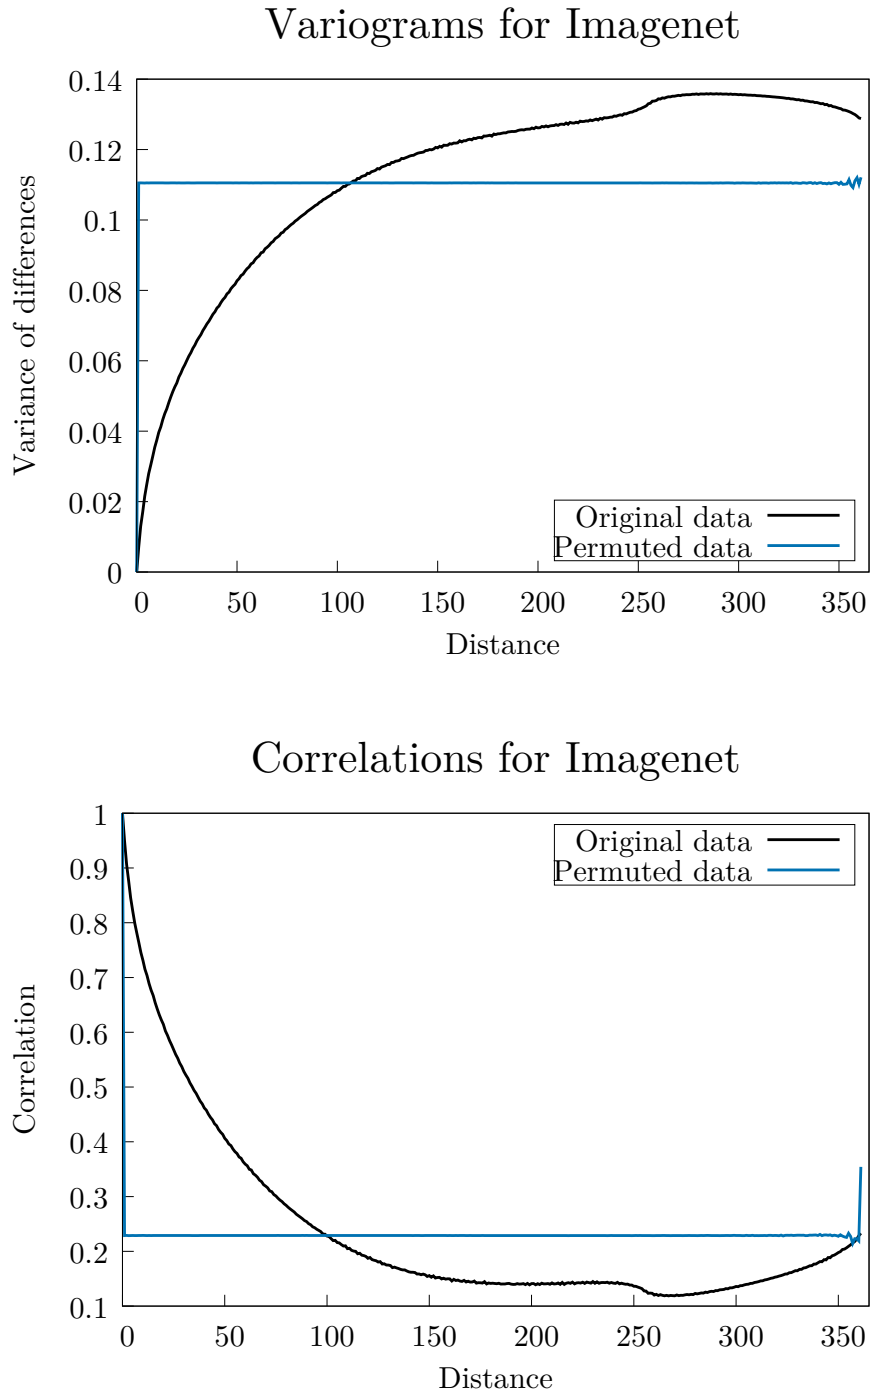 Variograms for Imagenet
0.14
0.12
0.1
0.08
0.06
0.04
0.02
0
Variance of differences
Original data
Permuted data
0 50 100 150 200 250 300 350
Distance
Correlations for Imagenet
1
0.9
0.8
0.7
0.6
0.5
0.4
0.3
0.2
0.1
Correlation
Original data
Permuted data
0 50 100 150 200 250 300 350
Distance